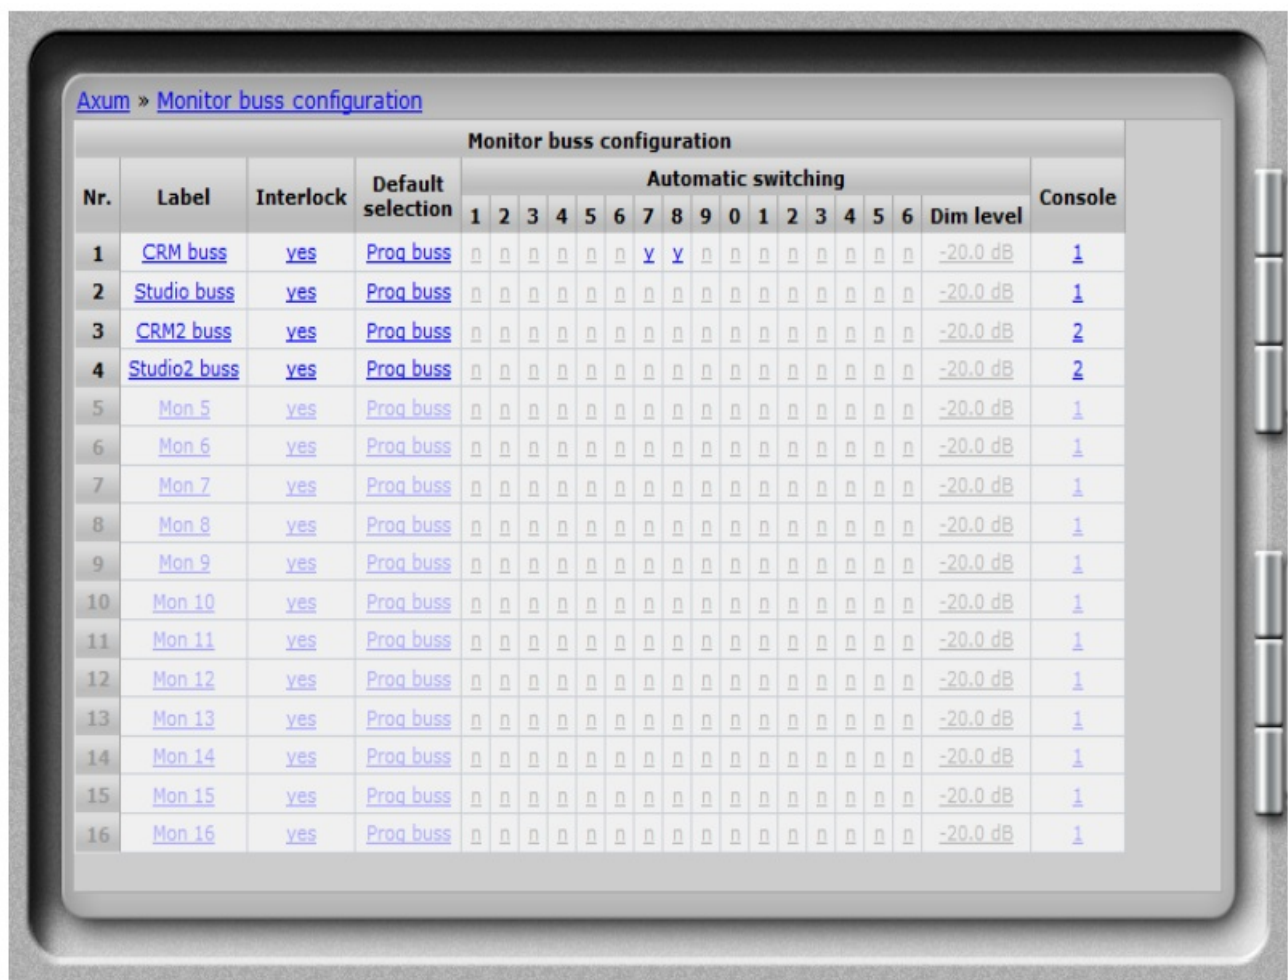 Axum » Monitor buss configuration
Monitor buss configuration
Nr. Label Interlock Default selection Automatic switching Console
1 2 3 4 5 6 7 8 9 0 1 2 3 4 5 6 Dim level
1 CRM buss yes Prog buss n n n n n n y y n n n n n n n n -20.0 dB 1
2 Studio buss yes Prog buss n n n n n n n n n n n n n n n n -20.0 dB 1
3 CRM2 buss yes Prog buss n n n n n n n n n n n n n n n n -20.0 dB 2
4 Studio2 buss yes Prog buss n n n n n n n n n n n n n n n n -20.0 dB 2
5 Mon 5 yes Prog buss n n n n n n n n n n n n n n n n -20.0 dB 1
6 Mon 6 yes Prog buss n n n n n n n n n n n n n n n n -20.0 dB 1
7 Mon 7 yes Prog buss n n n n n n n n n n n n n n n n -20.0 dB 1
8 Mon 8 yes Prog buss n n n n n n n n n n n n n n n n -20.0 dB 1
9 Mon 9 yes Prog buss n n n n n n n n n n n n n n n n -20.0 dB 1
10 Mon 10 yes Prog buss n n n n n n n n n n n n n n n n -20.0 dB 1
11 Mon 11 yes Prog buss n n n n n n n n n n n n n n n n -20.0 dB 1
12 Mon 12 yes Prog buss n n n n n n n n n n n n n n n n -20.0 dB 1
13 Mon 13 yes Prog buss n n n n n n n n n n n n n n n n -20.0 dB 1
14 Mon 14 yes Prog buss n n n n n n n n n n n n n n n n -20.0 dB 1
15 Mon 15 yes Prog buss n n n n n n n n n n n n n n n n -20.0 dB 1
16 Mon 16 yes Prog buss n n n n n n n n n n n n n n n n -20.0 dB 1